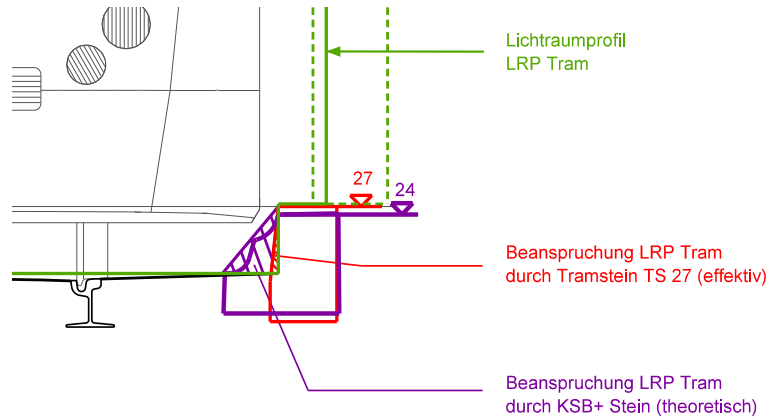 Lichtraumprofil
LRP Tram
27
24
Beanspruchung LRP Tram
durch Tramstein TS 27 (effektiv)
Beanspruchung LRP Tram
durch KSB+ Stein (theoretisch)